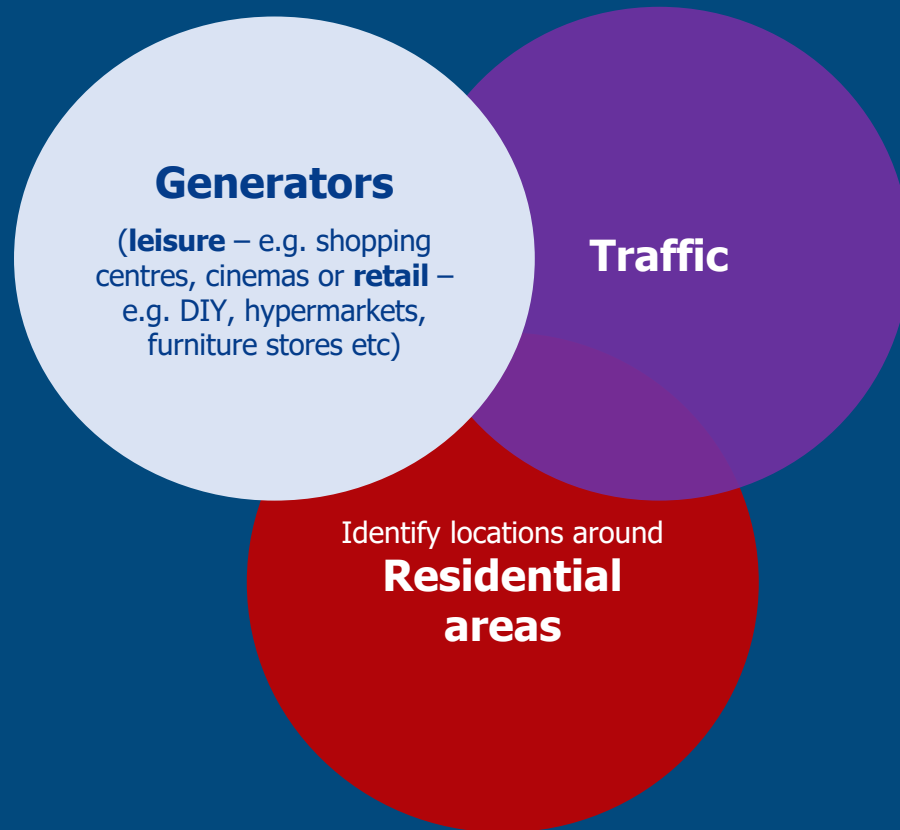 Generators
(leisure – e.g. shopping
centres, cinemas or retail –
e.g. DIY, hypermarkets,
furniture stores etc)
Traffic
Identify locations around
Residential
areas